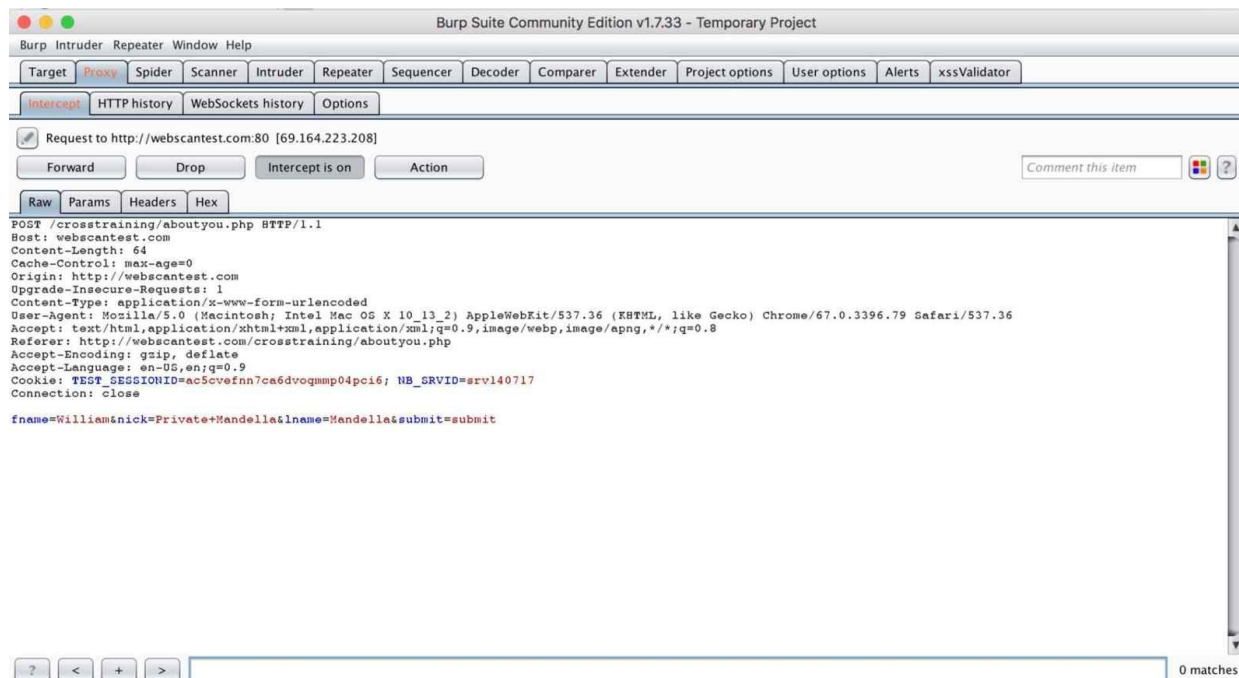 Burp Suite Community Edition v1.7.33 - Temporary Project
Burp Intruder Repeater Window Help
Target Proxy Spider Scanner Intruder Repeater Sequencer Decoder Comparer Extender Project options User options Alerts xssValidator
Intercept HTTP history WebSockets history Options
Request to http://webscantest.com:80 [69.164.223.208]
Forward Drop Intercept is on Action Comment this item ?
Raw Params Headers Hex
POST /crosstraining/aboutyou.php HTTP/1.1
Host: webscantest.com
Content-Length: 64
Cache-Control: max-age=0
Origin: http://webscantest.com
Upgrade-Insecure-Requests: 1
Content-Type: application/x-www-form-urlencoded
User-Agent: Mozilla/5.0 (Macintosh; Intel Mac OS X 10_13_2) AppleWebKit/537.36 (KHTML, like Gecko) Chrome/67.0.3396.79 Safari/537.36
Accept: text/html,application/xhtml+xml,application/xml;q=0.9,image/webp,image/apng,*/*;q=0.8
Referer: http://webscantest.com/crosstraining/aboutyou.php
Accept-Encoding: gzip, deflate
Accept-Language: en-US,en;q=0.9
Cookie: TEST_SESSIONID=ac5cvefnn7ca6dvoqmmp04pci6; NB_SRVID=srv140717
Connection: close
fname=William&nick=Private+Mandella&lname=Mandella&submit=submit
? < + > 0 matches